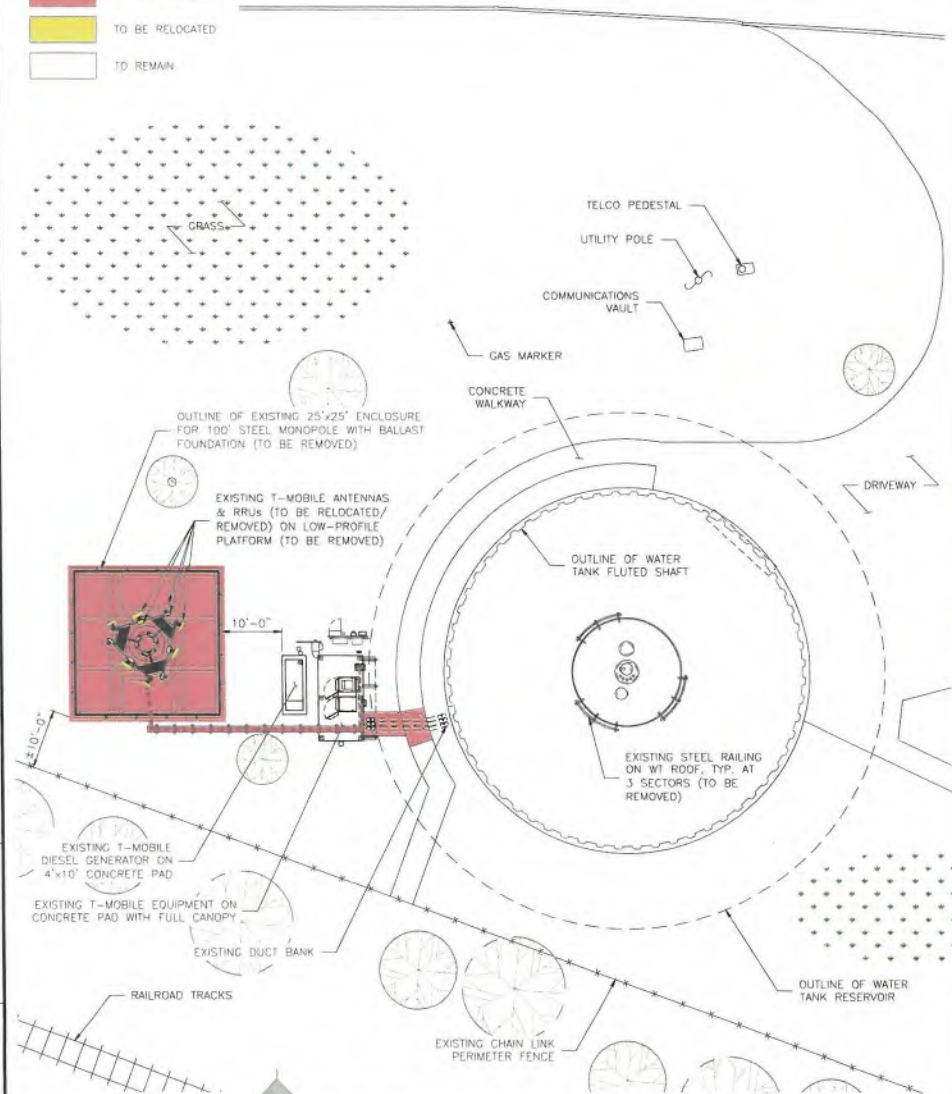 TO BE RELOCATED
TO REMAIN
GRASS
TELCO PEDESTAL
UTILITY POLE
COMMUNICATIONS
VAULT
GAS MARKER
CONCRETE
WALKWAY
OUTLINE OF EXISTING 25'x25' ENCLOSURE
FOR 100' STEEL MONOPOLE WITH BALLAST
FOUNDATION (TO BE REMOVED)
DRIVEWAY
EXISTING T-MOBILE ANTENNAS
& RRUs (TO BE RELOCATED/
REMOVED) ON LOW-PROFILE
PLATFORM (TO BE REMOVED)
OUTLINE OF WATER
TANK FLUTED SHAFT
10'-0"
±10'-0"
EXISTING STEEL RAILING
ON WT ROOF, TYP. AT
3 SECTORS (TO BE
REMOVED)
EXISTING T-MOBILE
DIESEL GENERATOR ON
4'x10' CONCRETE PAD
EXISTING T-MOBILE EQUIPMENT ON
CONCRETE PAD WITH FULL CANOPY
EXISTING DUCT BANK
RAILROAD TRACKS
OUTLINE OF WATER
TANK RESERVOIR
EXISTING CHAIN LINK
PERIMETER FENCE